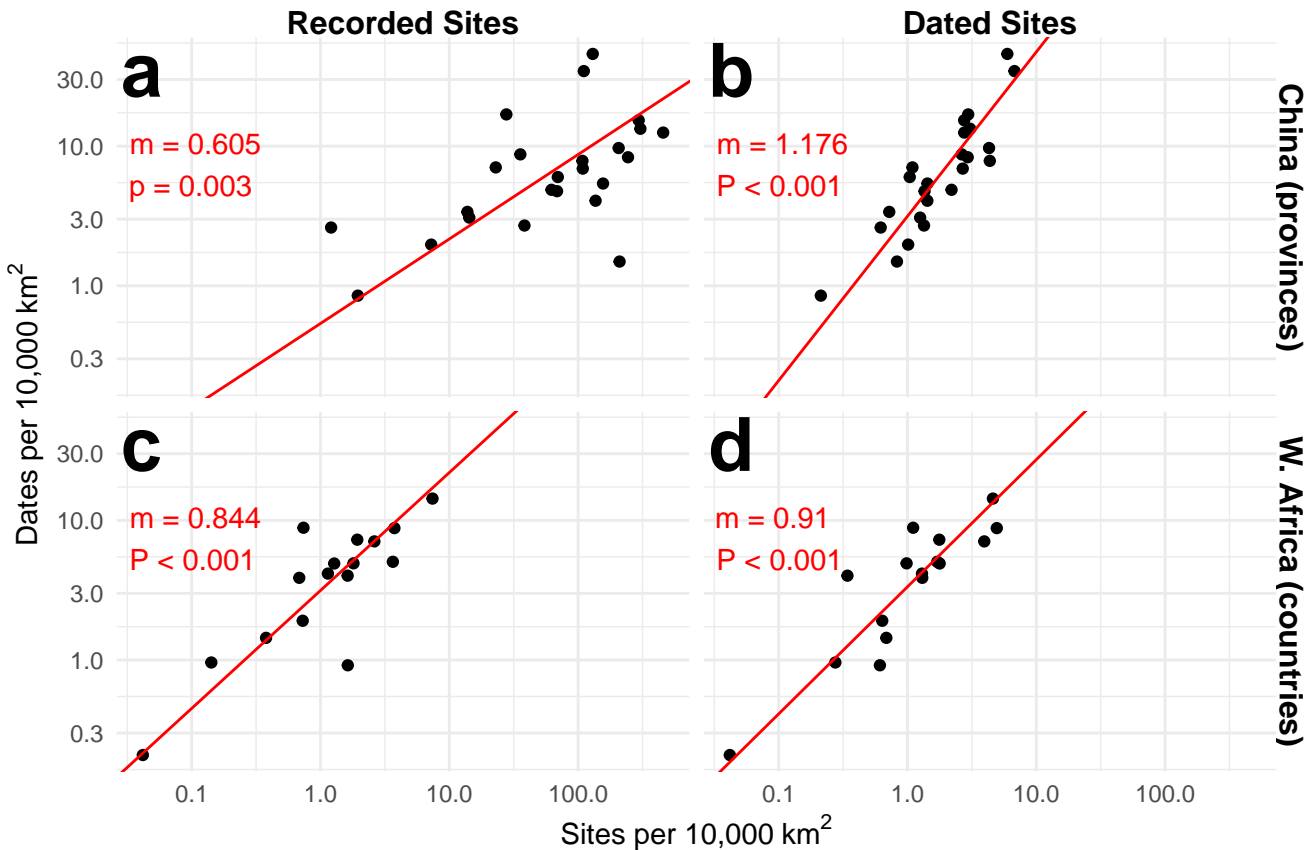 Recorded Sites
Dated Sites
a
m = 0.605
p = 0.003
b
m = 1.176
P < 0.001
30.0
10.0
3.0
1.0
0.3
China (provinces)
c
m = 0.844
P < 0.001
d
m = 0.91
P < 0.001
30.0
10.0
3.0
1.0
0.3
W. Africa (countries)
Dates per 10,000 km²
0.1 1.0 10.0 100.0
0.1 1.0 10.0 100.0
Sites per 10,000 km²